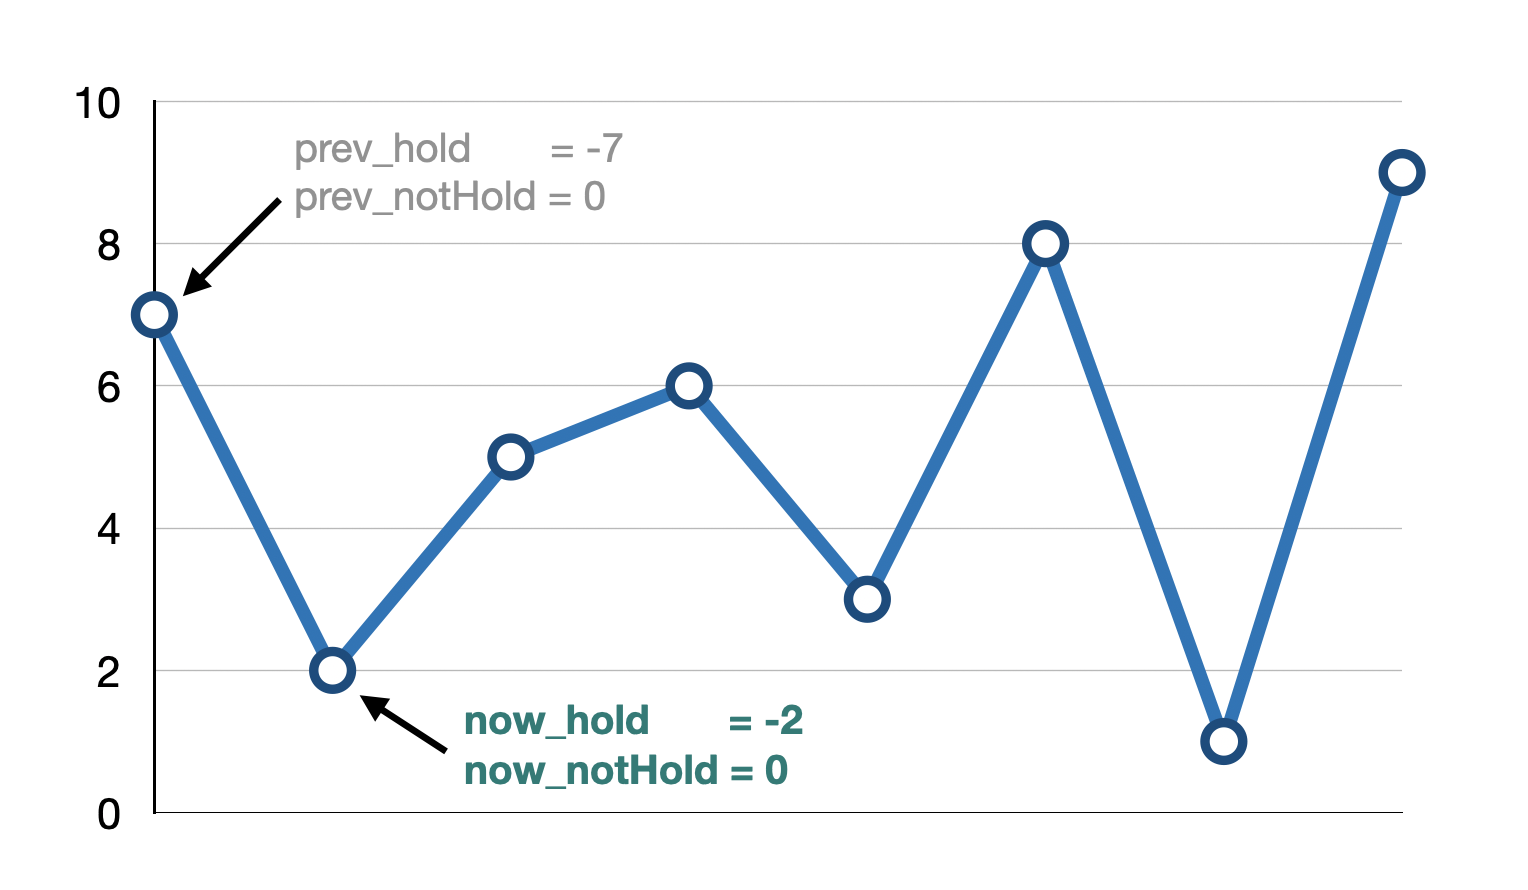 10
prev_hold = -7
prev_notHold = 0
8
6
4
2
now_hold = -2
now_notHold = 0
0